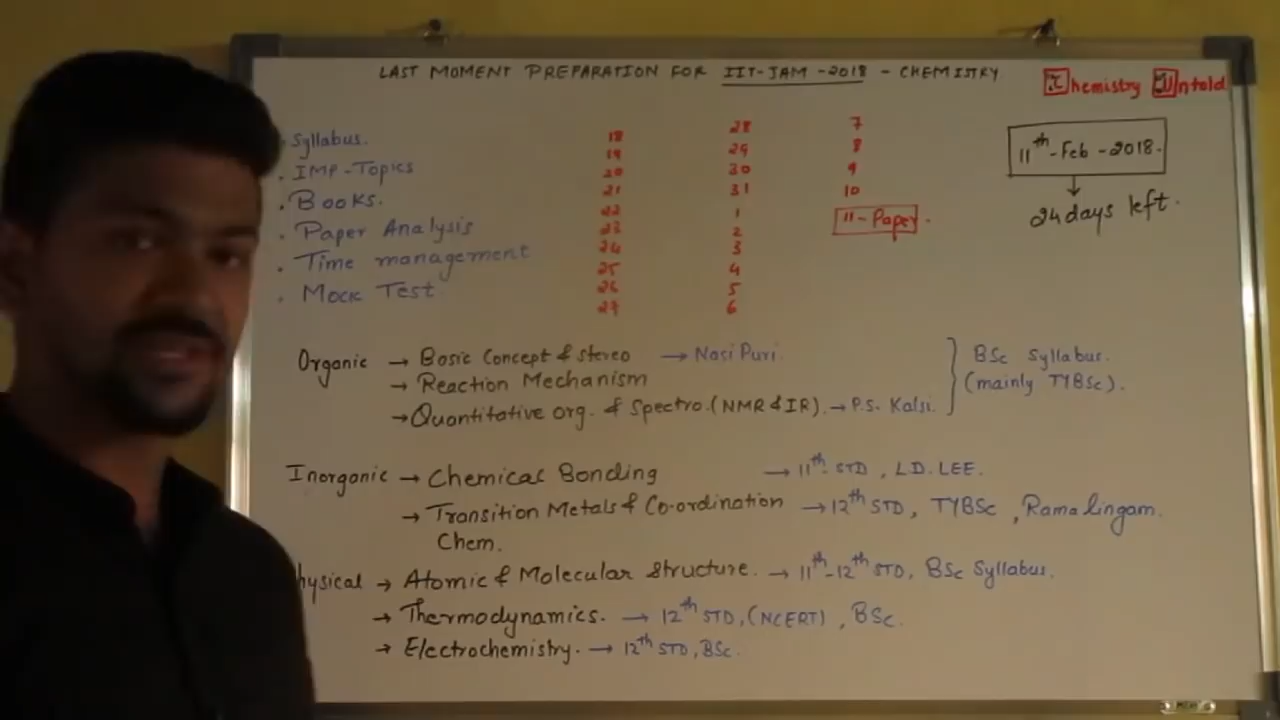 LAST MOMENT PREPARATION FOR IIT-JAM-2018 - CHEMISTRY
Chemistry Untold
Syllabus.
IMP-Topics
Books.
Paper Analysis
Time management
Mock Test
18 28 7
19 29 8
20 30 9
21 31 10
22 1 11-Paper.
23 2
24 3
25 4
26 5
27 6
11th-Feb-2018.
24 days left.
Organic → Basic Concept & stereo → Nasi Puri.
→ Reaction Mechanism
→ Quantitative org. & Spectro. (NMR & IR). → P.S. Kalsi.
BSc Syllabus.
(mainly TYBSc).
Inorganic → Chemical Bonding → 11th STD, J.D. LEE.
→ Transition Metals & Co-ordination → 12th STD, TYBSc, Ramalingam.
Chem.
hysical → Atomic & Molecular Structure. → 11th-12th STD, BSc Syllabus.
→ Thermodynamics. → 12th STD, (NCERT), BSc.
→ Electrochemistry. → 12th STD, BSc.